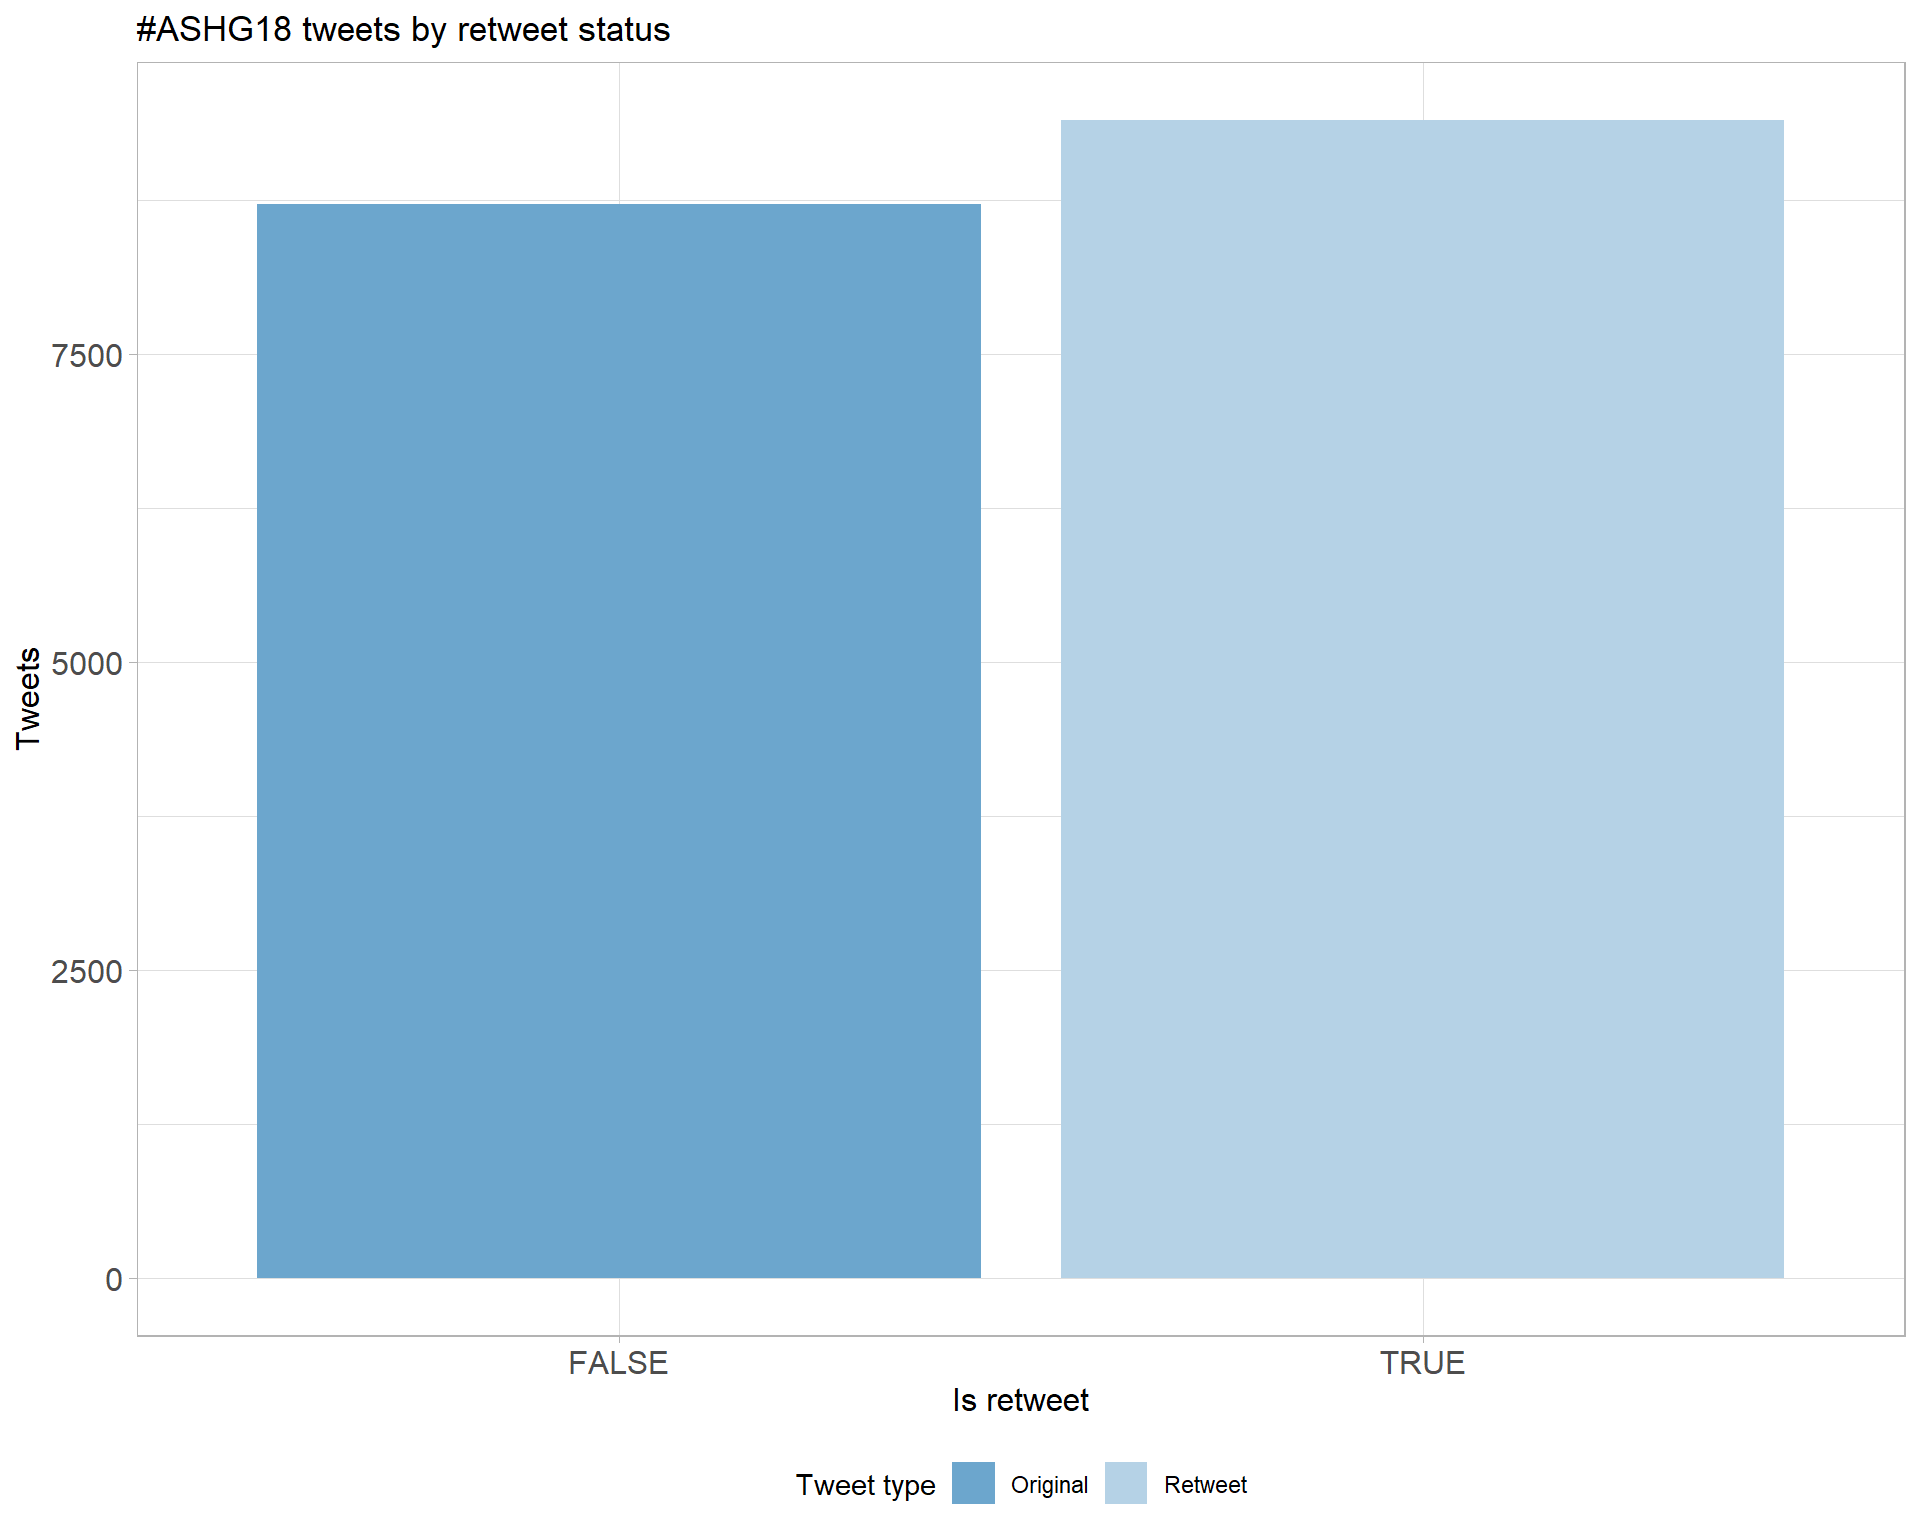 #ASHG18 tweets by retweet status
Tweets
7500
5000
2500
0
FALSE TRUE
Is retweet
Tweet type Original Retweet